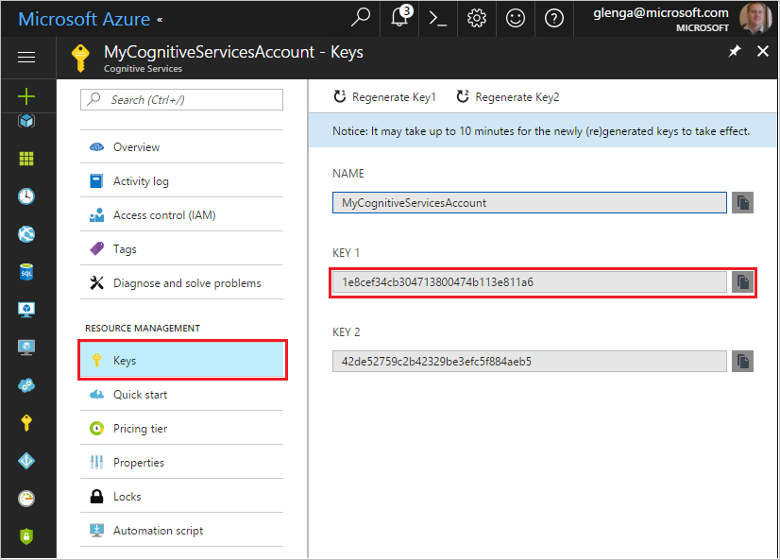 Microsoft Azure «
3
glenga@microsoft.com
MICROSOFT
MyCognitiveServicesAccount - Keys
Cognitive Services
Search (Ctrl+/)
Overview
Activity log
Access control (IAM)
Tags
Diagnose and solve problems
RESOURCE MANAGEMENT
Keys
Quick start
Pricing tier
Properties
Locks
Automation script
SQL
1 Regenerate Key1
2 Regenerate Key2
Notice: It may take up to 10 minutes for the newly (re)generated keys to take effect.
NAME
MyCognitiveServicesAccount
KEY 1
1e8cef34cb304713800474b113e811a6
KEY 2
42de52759c2b42329be3efc5f884aeb5